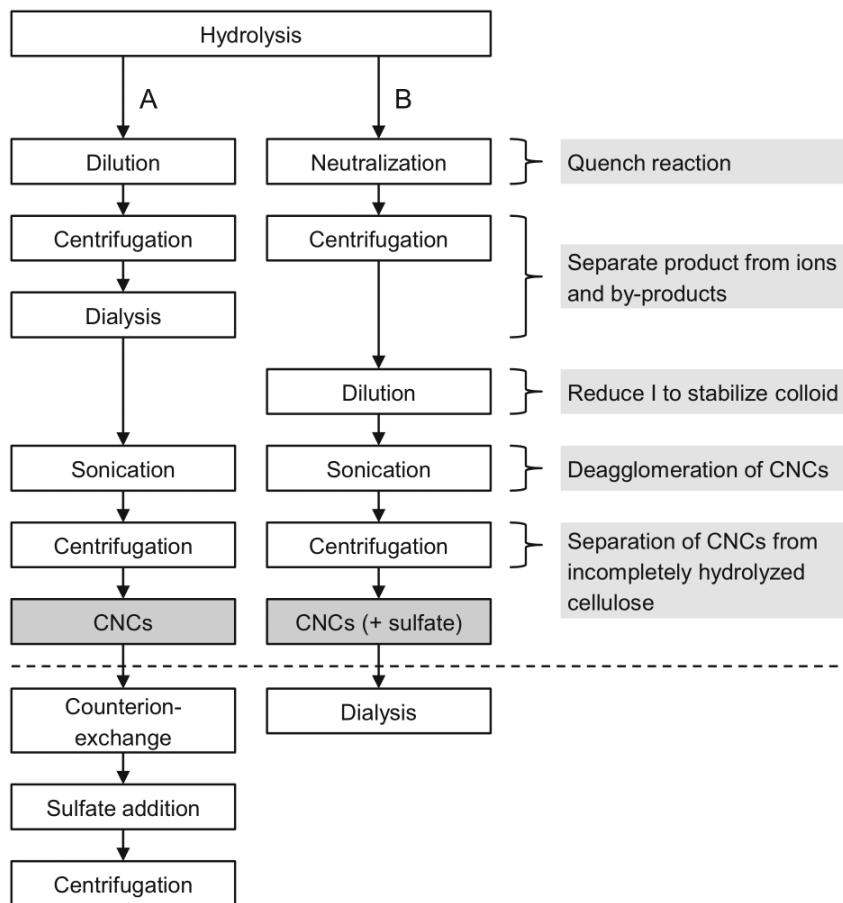 Hydrolysis
A
B
Dilution
Neutralization
Quench reaction
Centrifugation
Centrifugation
Separate product from ions
and by-products
Dialysis
Dilution
Reduce I to stabilize colloid
Sonication
Sonication
Deagglomeration of CNCs
Centrifugation
Centrifugation
Separation of CNCs from
incompletely hydrolyzed
cellulose
CNCs
CNCs (+ sulfate)
Counterion-
exchange
Dialysis
Sulfate addition
Centrifugation